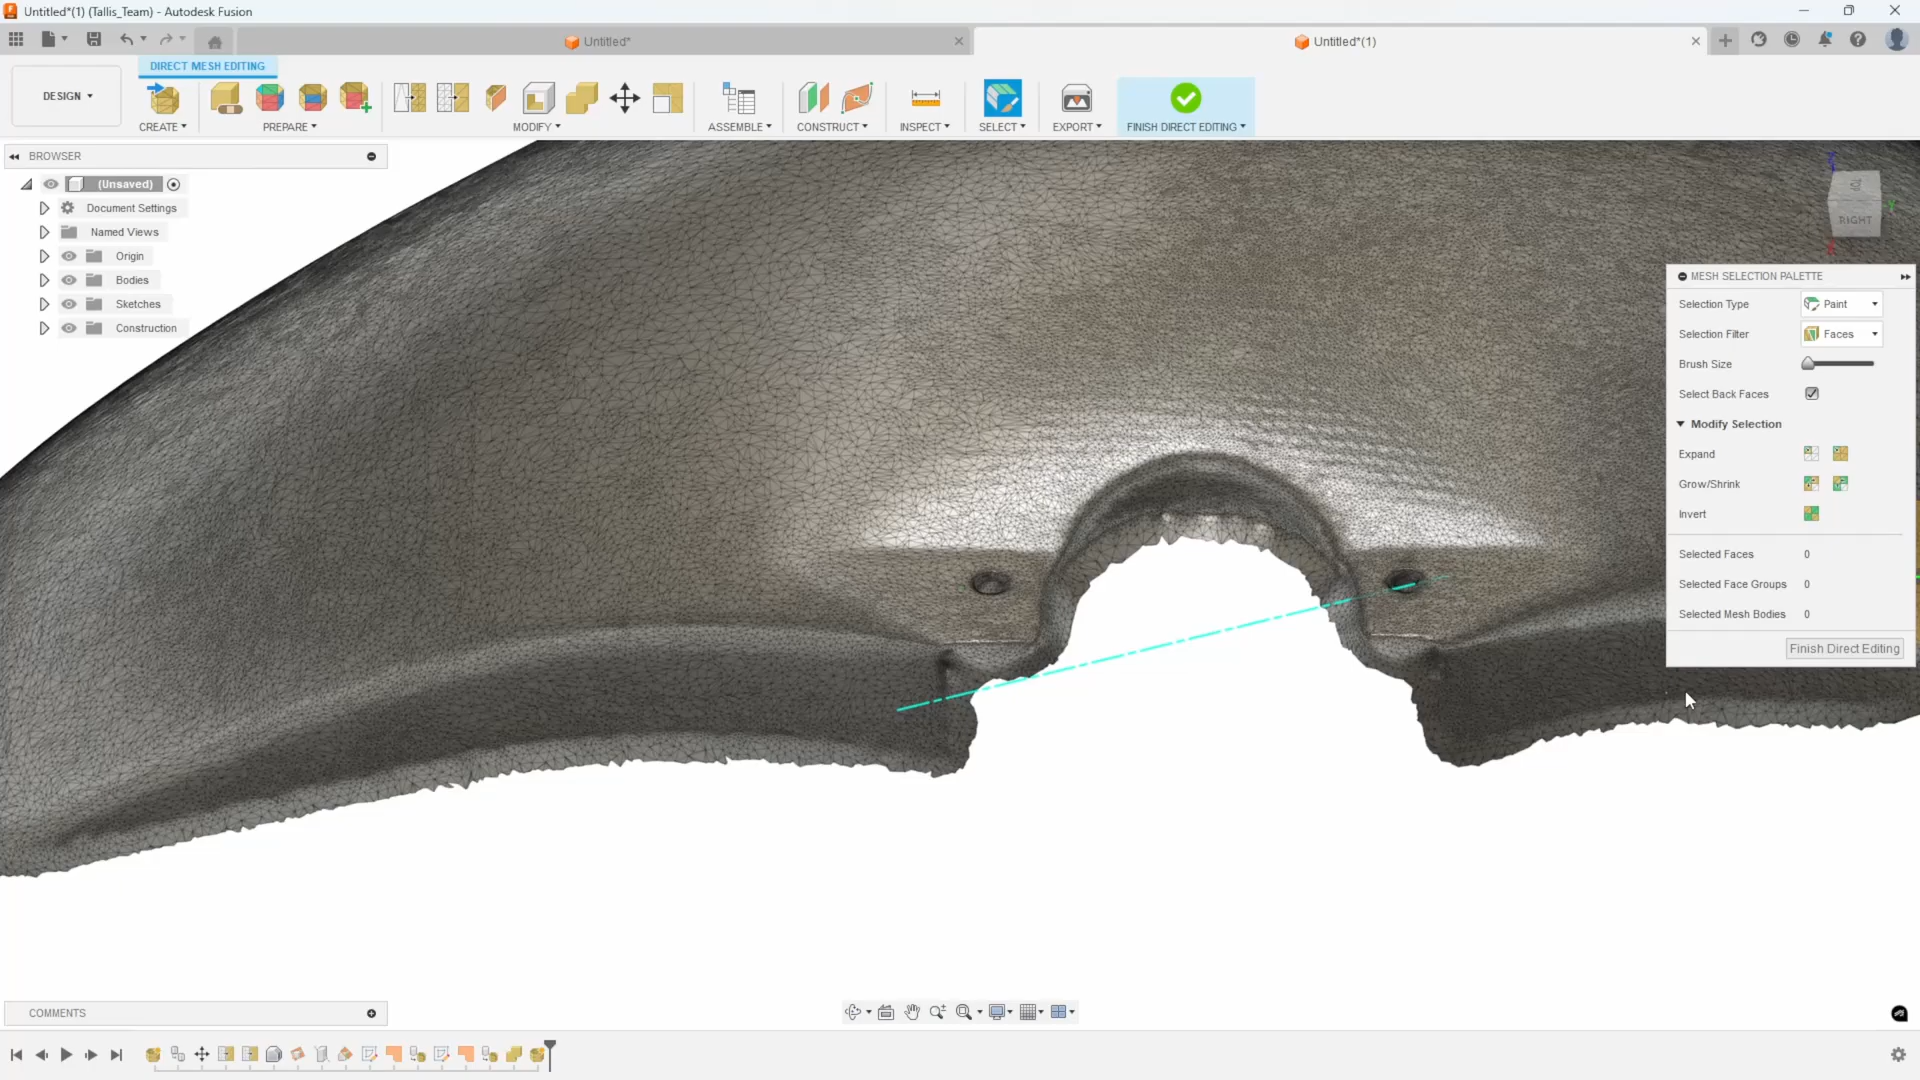 Untitled*(1) (Tallis_Team) - Autodesk Fusion
Untitled*
Untitled*(1)
DESIGN
DIRECT MESH EDITING
CREATE
PREPARE
MODIFY
ASSEMBLE
CONSTRUCT
INSPECT
SELECT
EXPORT
FINISH DIRECT EDITING
BROWSER
(Unsaved)
Document Settings
Named Views
Origin
Bodies
Sketches
Construction
TOP
RIGHT
MESH SELECTION PALETTE
Selection Type Paint
Selection Filter Faces
Brush Size
Select Back Faces
Modify Selection
Expand
Grow/Shrink
Invert
Selected Faces 0
Selected Face Groups 0
Selected Mesh Bodies 0
Finish Direct Editing
COMMENTS